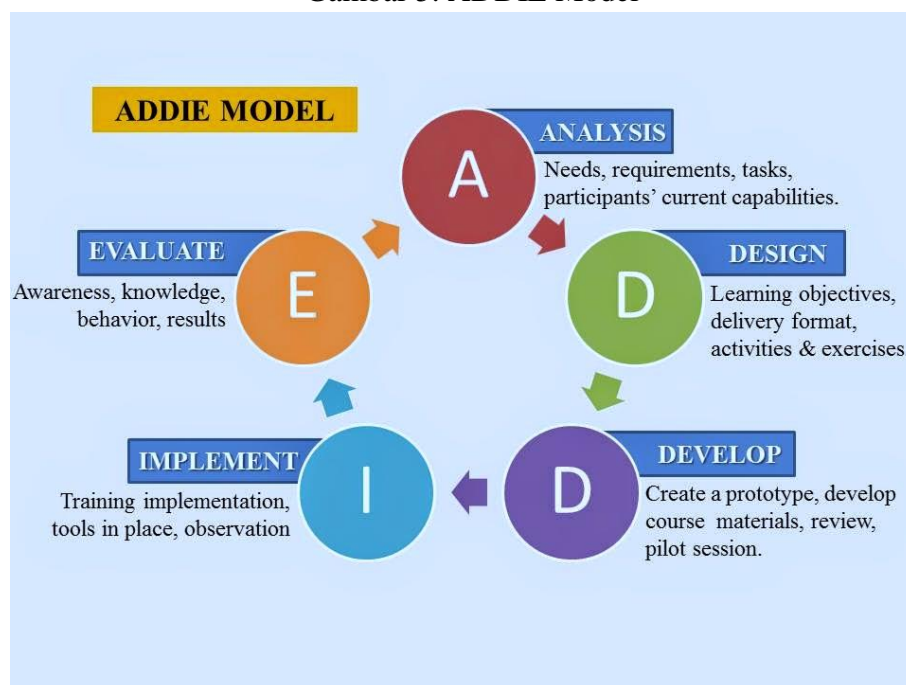 ADDIE MODEL
A
ANALYSIS
Needs, requirements, tasks,
participants' current capabilities.
D
DESIGN
Learning objectives,
delivery format,
activities & exercises
D
DEVELOP
Create a prototype, develop
course materials, review,
pilot session.
I
IMPLEMENT
Training implementation,
tools in place, observation
E
EVALUATE
Awareness, knowledge,
behavior, results